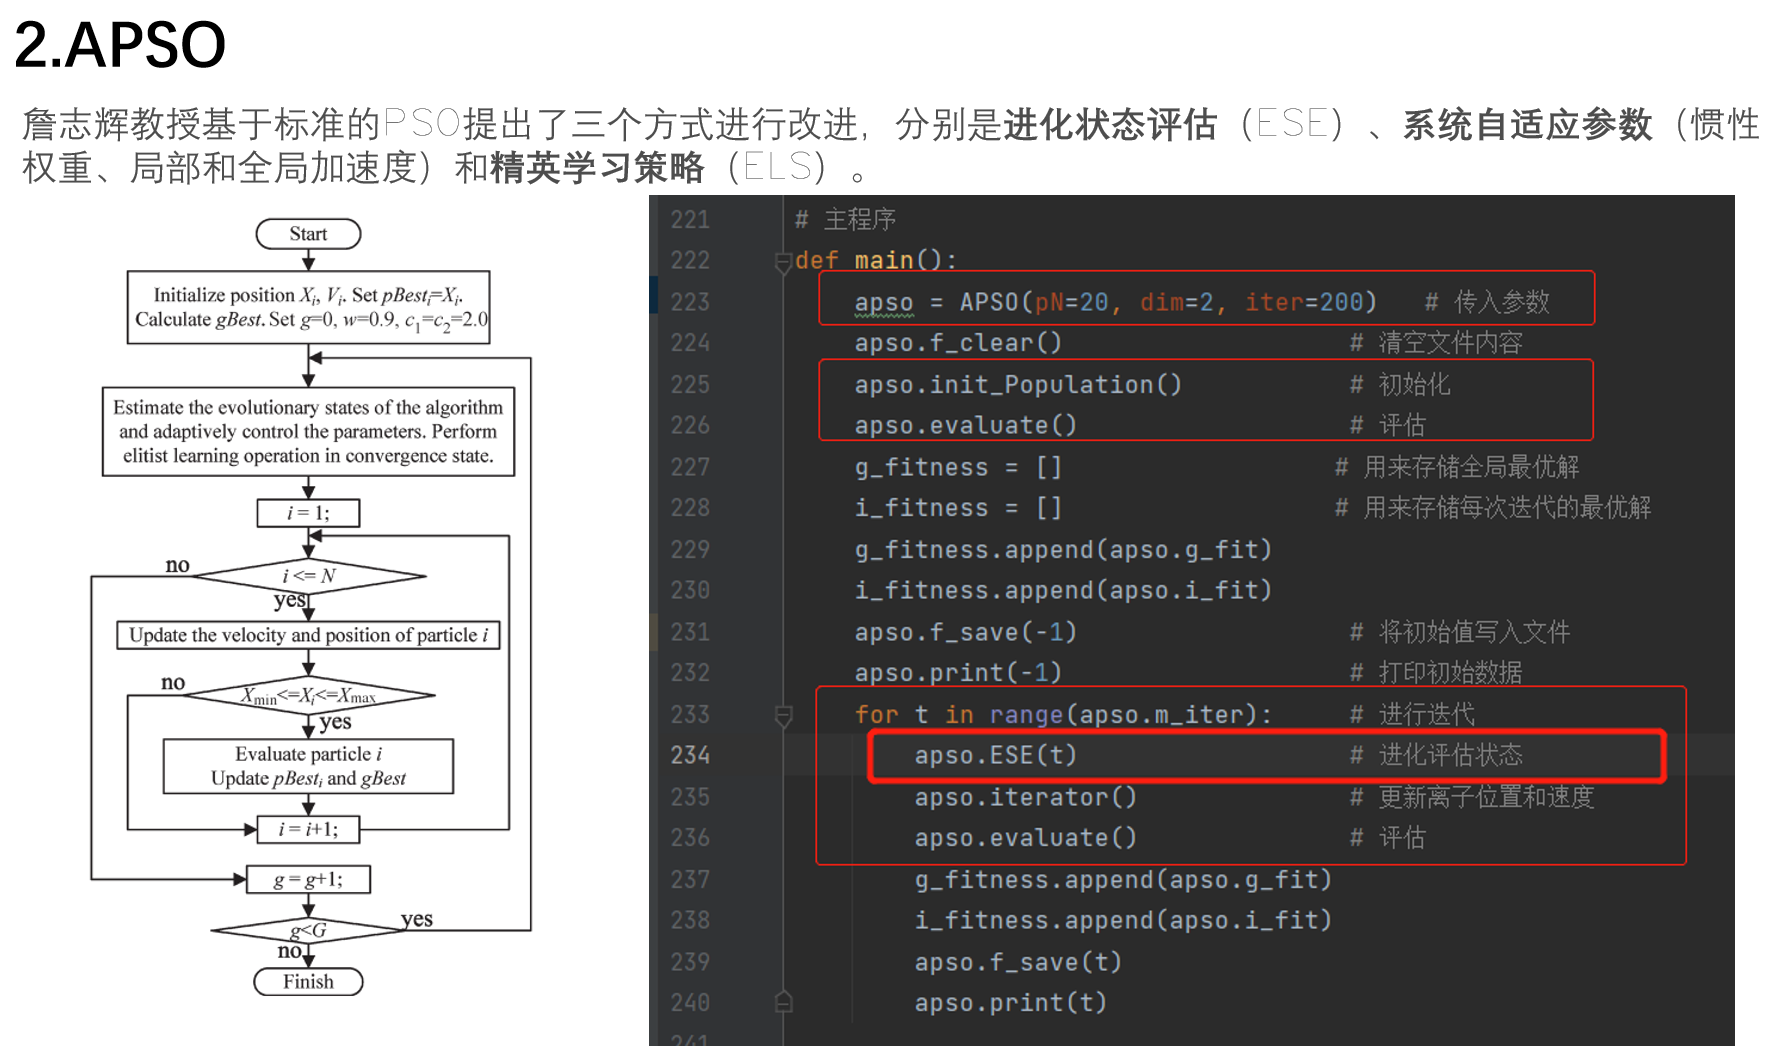 2.APSO
詹志辉教授基于标准的PSO提出了三个方式进行改进，分别是进化状态评估（ESE）、系统自适应参数（惯性
权重、局部和全局加速度）和精英学习策略（ELS）。
Start
Initialize position Xi, Vi. Set pBesti=Xi.
Calculate gBest. Set g=0, w=0.9, c1=c2=2.0
Estimate the evolutionary states of the algorithm
and adaptively control the parameters. Perform
elitist learning operation in convergence state.
i = 1;
no
i <= N
yes
Update the velocity and position of particle i
no
Xmin<=Xi<=Xmax
yes
Evaluate particle i
Update pBesti and gBest
i = i+1;
g = g+1;
yes
g<G
no
Finish
221 # 主程序
222 def main():
223 apso = APSO(pN=20, dim=2, iter=200) # 传入参数
224 apso.f_clear() # 清空文件内容
225 apso.init_Population() # 初始化
226 apso.evaluate() # 评估
227 g_fitness = [] # 用来存储全局最优解
228 i_fitness = [] # 用来存储每次迭代的最优解
229 g_fitness.append(apso.g_fit)
230 i_fitness.append(apso.i_fit)
231 apso.f_save(-1) # 将初始值写入文件
232 apso.print(-1) # 打印初始数据
233 for t in range(apso.m_iter): # 进行迭代
234 apso.ESE(t) # 进化评估状态
235 apso.iterator() # 更新离子位置和速度
236 apso.evaluate() # 评估
237 g_fitness.append(apso.g_fit)
238 i_fitness.append(apso.i_fit)
239 apso.f_save(t)
240 apso.print(t)
241